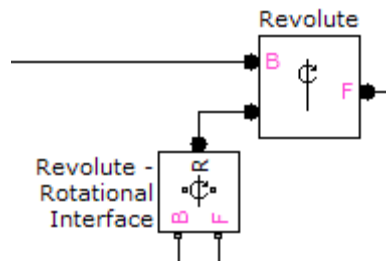 Revolute
B
F
Revolute -
Rotational
Interface
R
B F